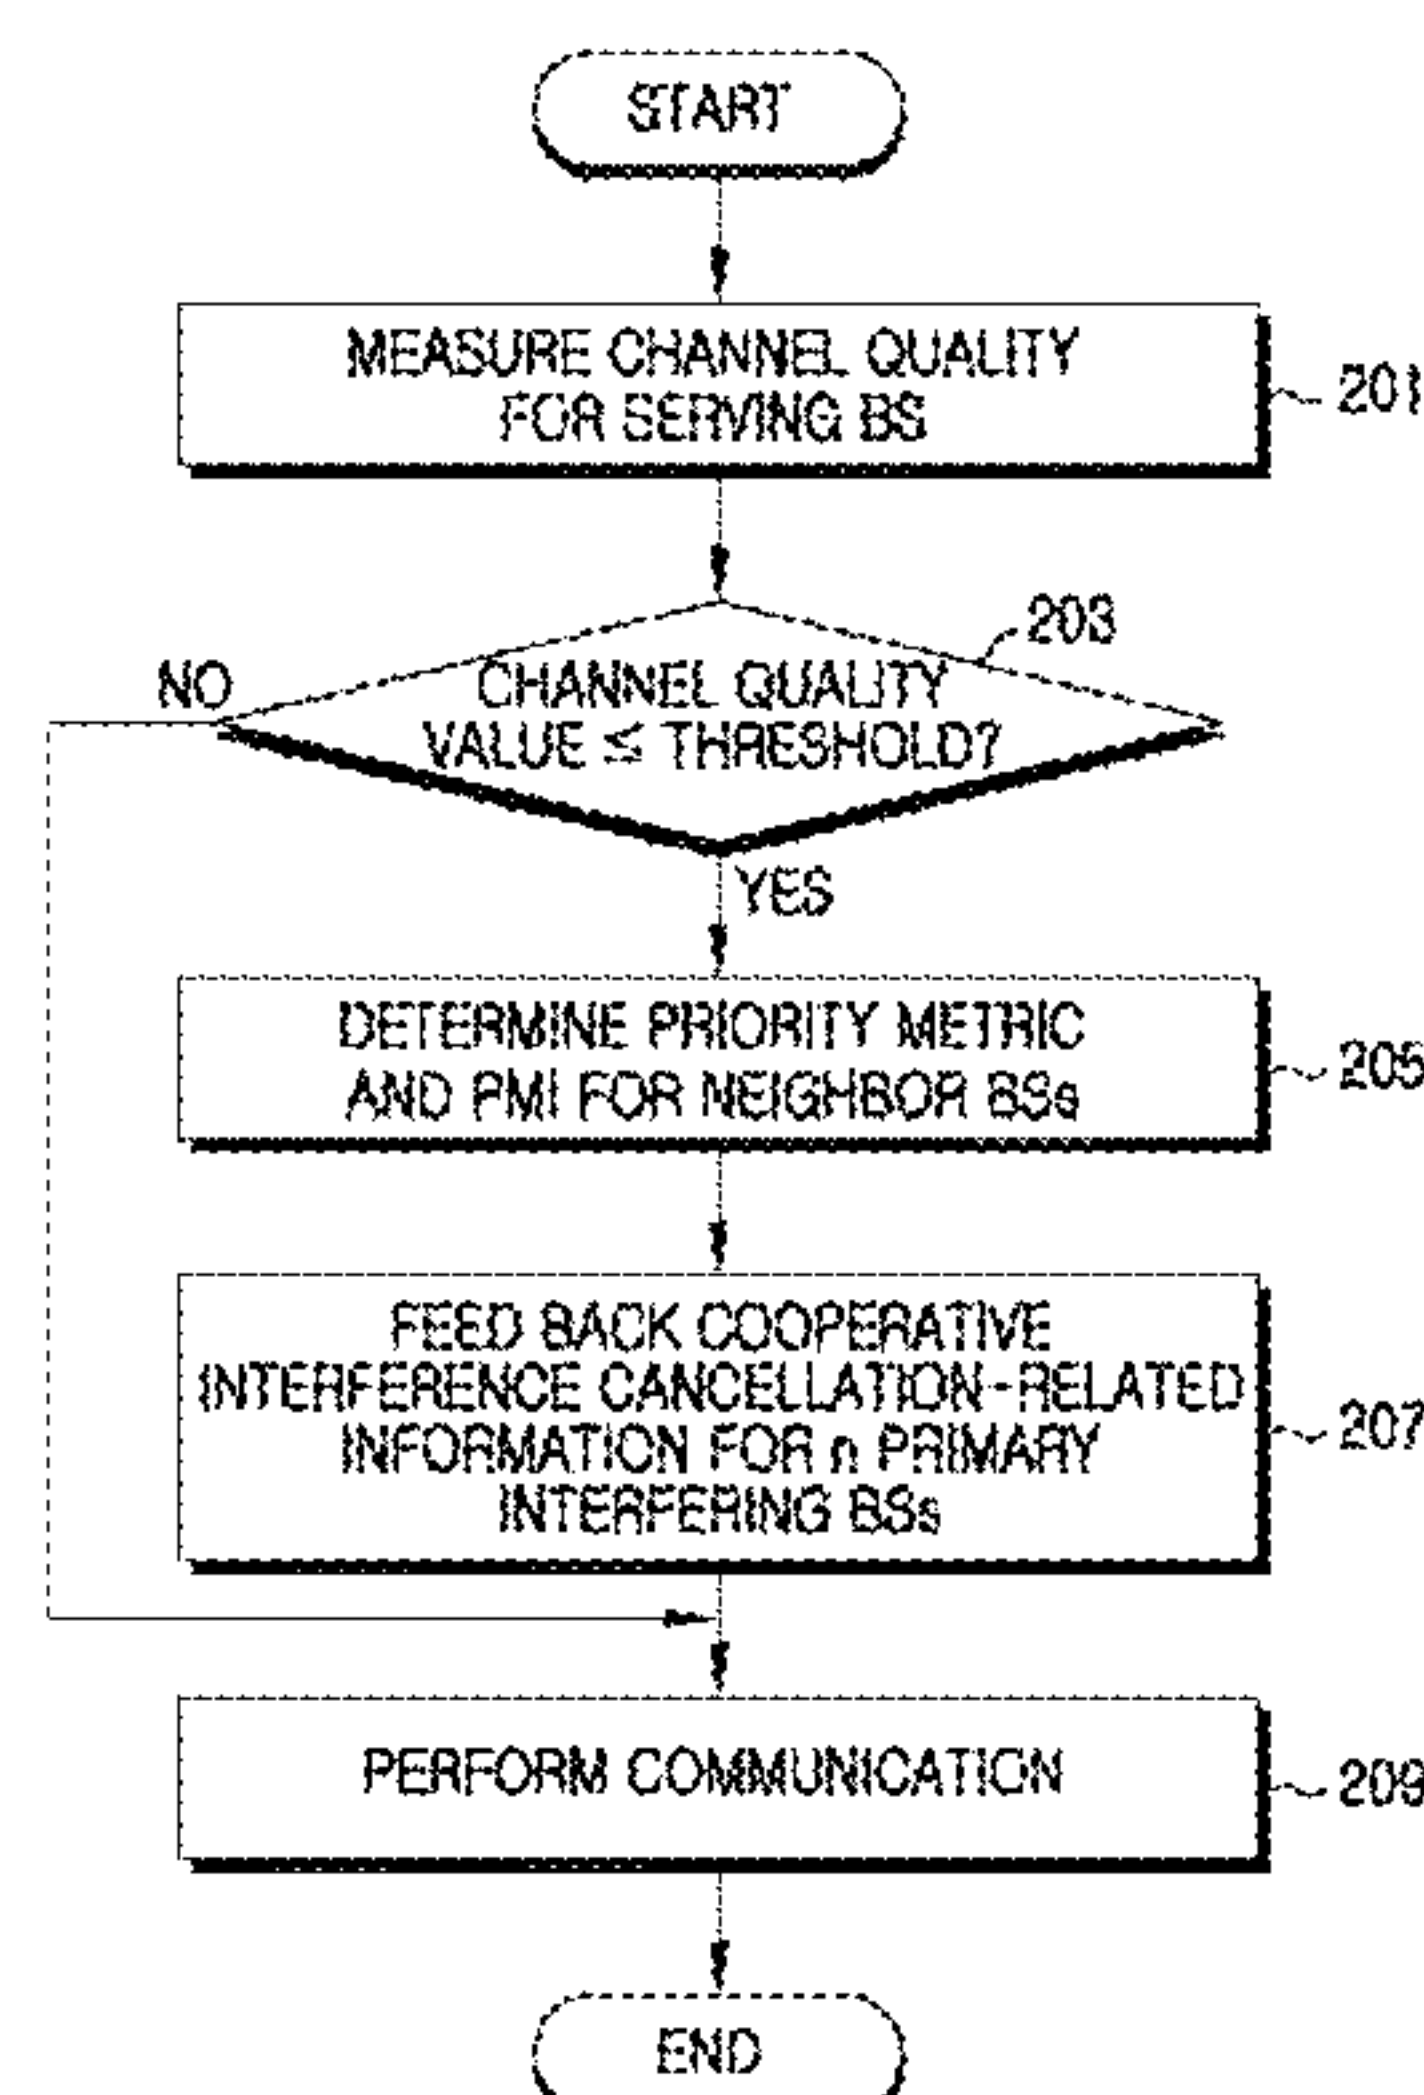 START
MEASURE CHANNEL QUALITY
FOR SERVING BS
201
203
NO
CHANNEL QUALITY
VALUE ≤ THRESHOLD?
YES
DETERMINE PRIORITY METRIC
AND PMI FOR NEIGHBOR BSs
205
FEED BACK COOPERATIVE
INTERFERENCE CANCELLATION-RELATED
INFORMATION FOR n PRIMARY
INTERFERING BSs
207
PERFORM COMMUNICATION
209
END